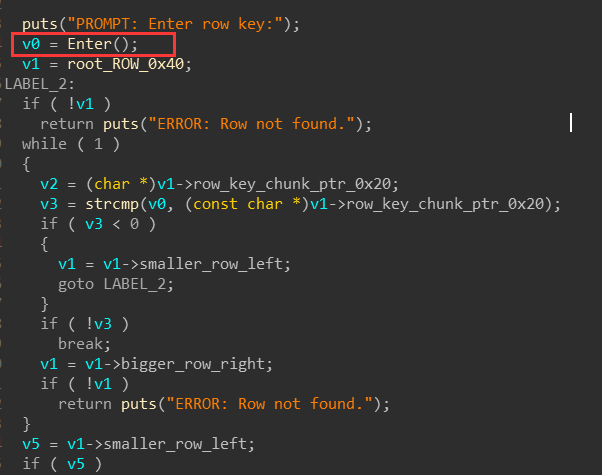 puts("PROMPT: Enter row key:");
v0 = Enter();
v1 = root_ROW_0x40;
LABEL_2:
if ( !v1 )
return puts("ERROR: Row not found.");
while ( 1 )
{
v2 = (char *)v1->row_key_chunk_ptr_0x20;
v3 = strcmp(v0, (const char *)v1->row_key_chunk_ptr_0x20);
if ( v3 < 0 )
{
v1 = v1->smaller_row_left;
goto LABEL_2;
}
if ( !v3 )
break;
v1 = v1->bigger_row_right;
if ( !v1 )
return puts("ERROR: Row not found.");
}
v5 = v1->smaller_row_left;
if ( v5 )